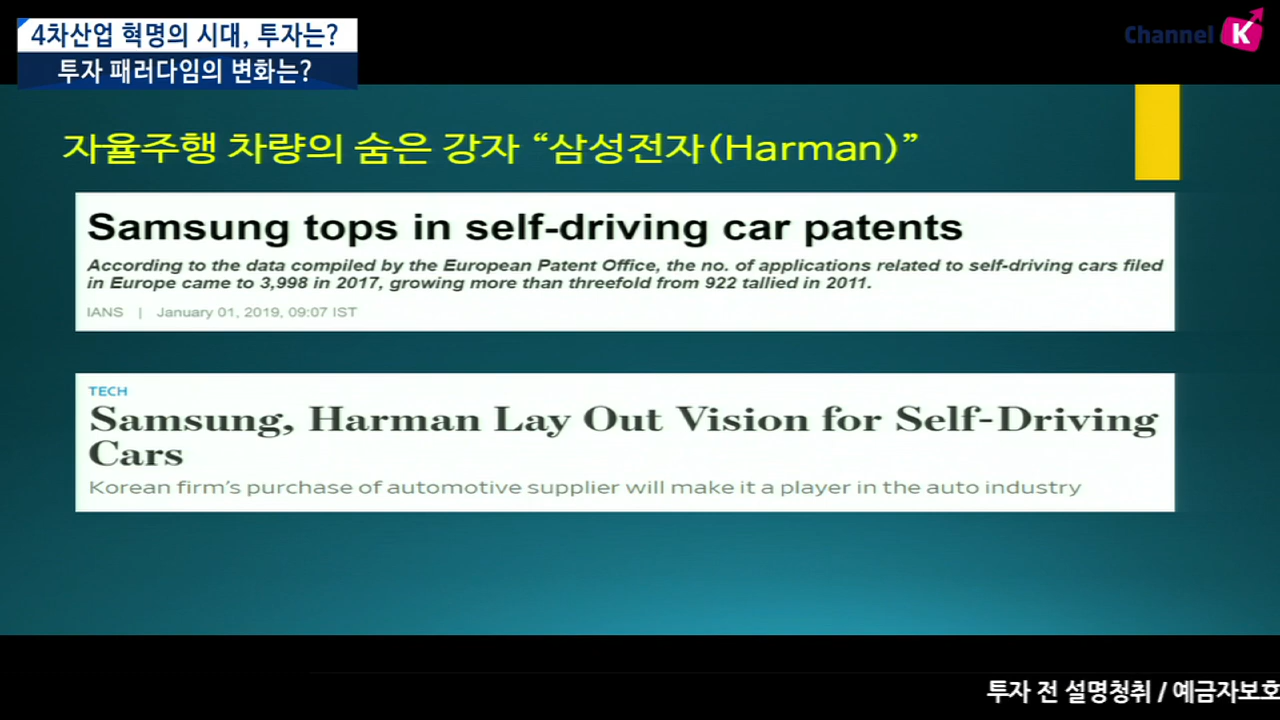 4차산업 혁명의 시대, 투자는?
투자 패러다임의 변화는?
Channel K
자율주행 차량의 숨은 강자 “삼성전자(Harman)”
Samsung tops in self-driving car patents
According to the data compiled by the European Patent Office, the no. of applications related to self-driving cars filed
in Europe came to 3,998 in 2017, growing more than threefold from 922 tallied in 2011.
IANS | January 01, 2019, 09:07 IST
TECH
Samsung, Harman Lay Out Vision for Self-Driving
Cars
Korean firm's purchase of automotive supplier will make it a player in the auto industry
투자 전 설명청취 / 예금자보호